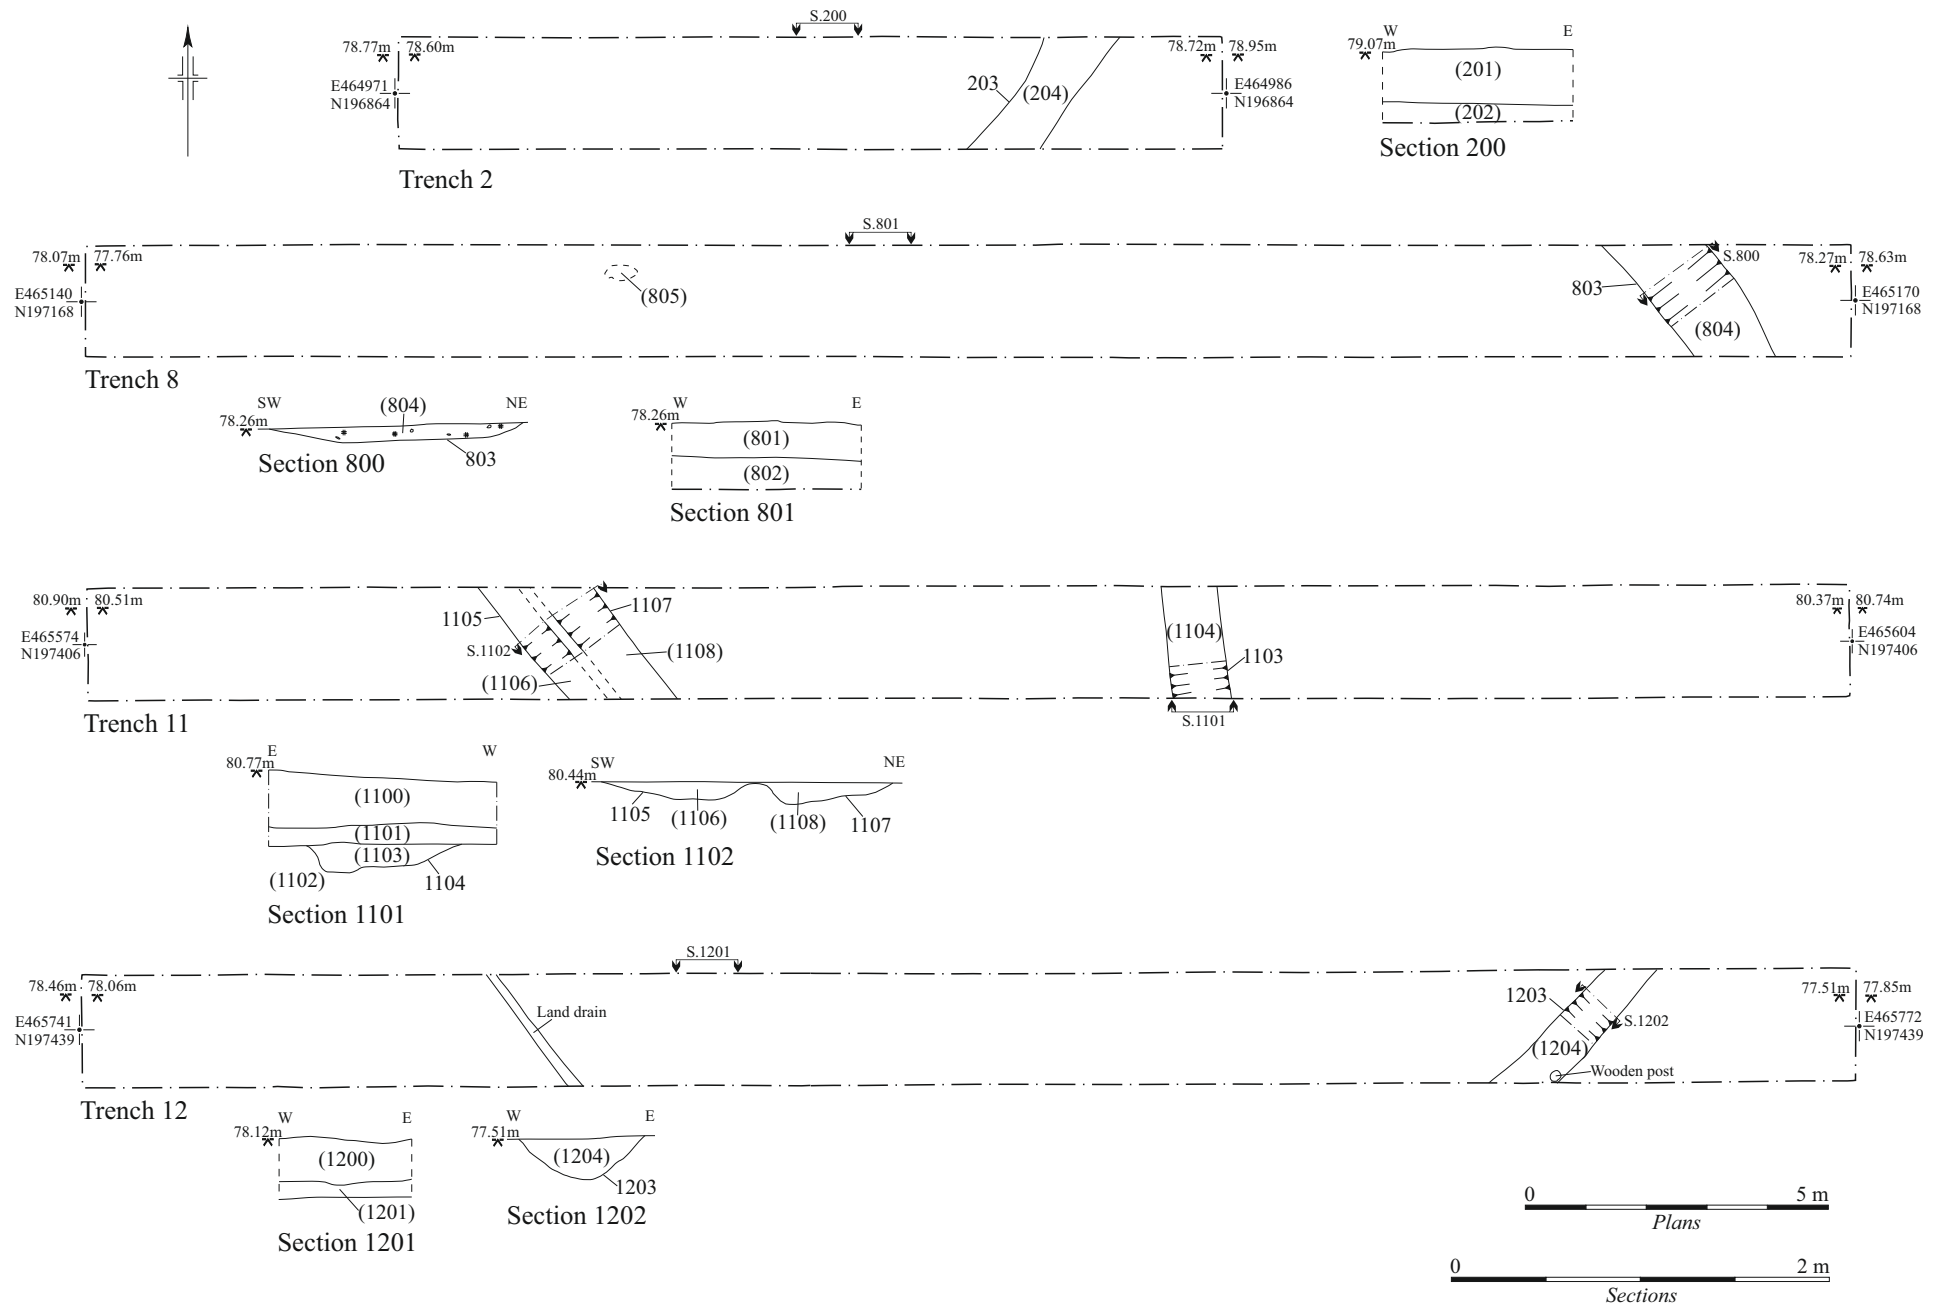 S.200
78.77m 78.60m
78.72m 78.95m
E464971
N196864
203
(204)
E464986
N196864
Trench 2
W E
79.07m
(201)
(202)
Section 200
S.801
78.07m 77.76m
E465140
N197168
(805)
803
S.800
(804)
78.27m 78.63m
E465170
N197168
Trench 8
SW NE
78.26m
(804)
803
Section 800
W E
78.26m
(801)
(802)
Section 801
80.90m 80.51m
E465574
N197406
1105
S.1102
(1106)
1107
(1108)
(1104)
1103
S.1101
80.37m 80.74m
E465604
N197406
Trench 11
E W
80.77m
(1100)
(1101)
(1103)
(1102)
1104
Section 1101
SW NE
80.44m
1105
(1106)
(1108)
1107
Section 1102
S.1201
78.46m 78.06m
E465741
N197439
Land drain
1203
S.1202
(1204)
Wooden post
77.51m 77.85m
E465772
N197439
Trench 12
W E
78.12m
(1200)
(1201)
Section 1201
W E
77.51m
(1204)
1203
Section 1202
0 5 m
Plans
0 2 m
Sections